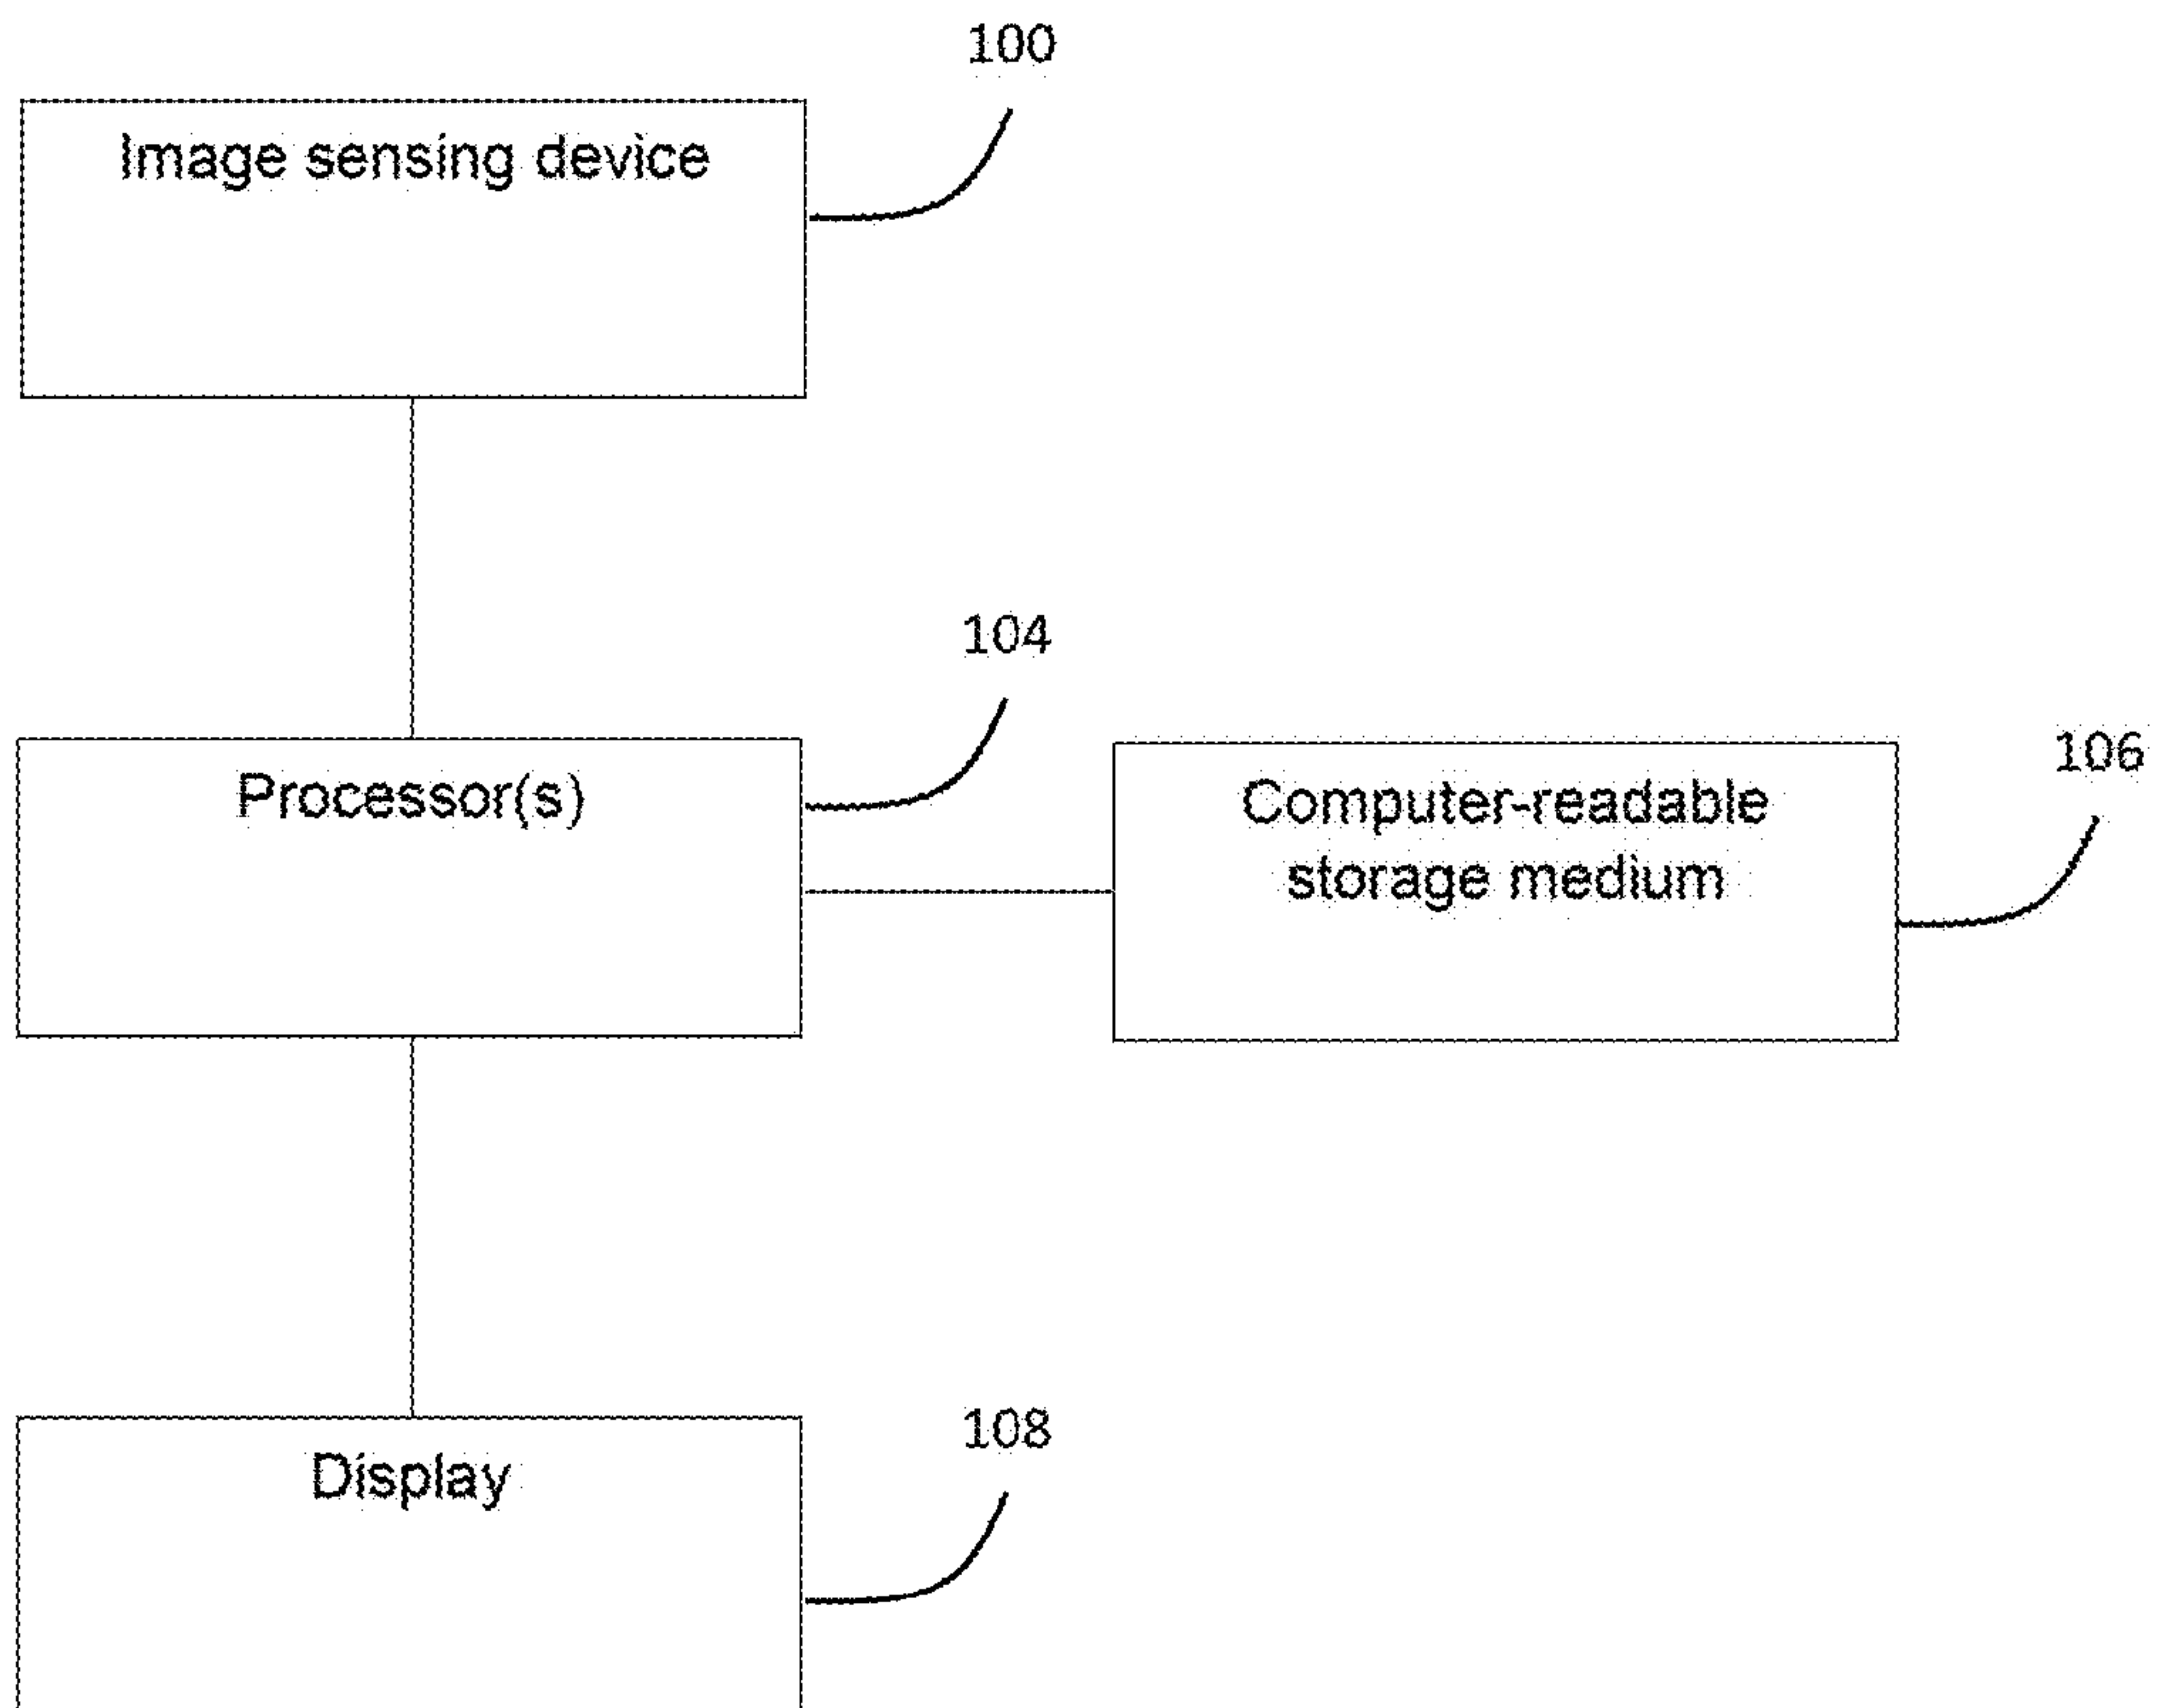 100
Image sensing device
104
Processor(s)
106
Computer-readable
storage medium
108
Display